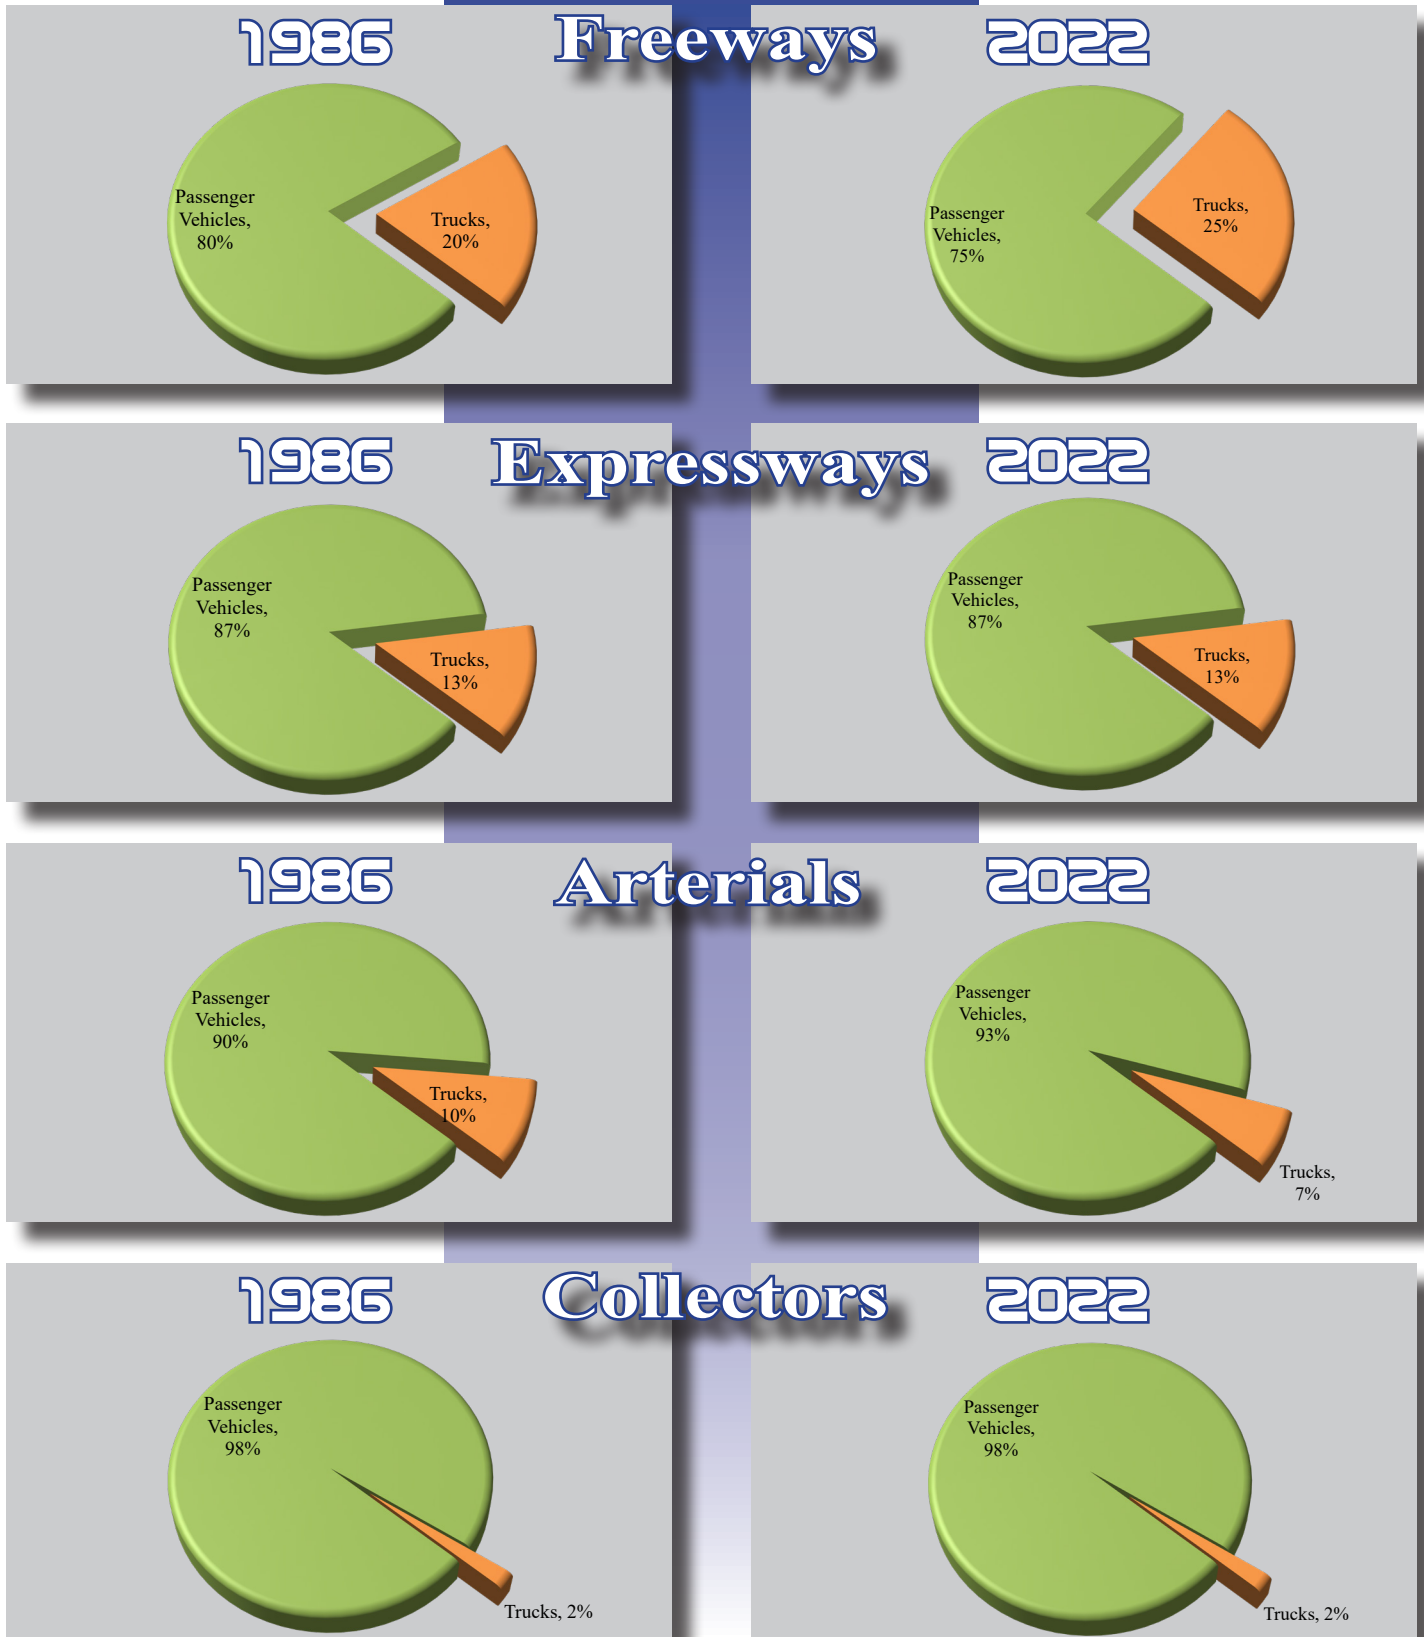 1986
Freeways
2022
Passenger
Vehicles,
80%
Trucks,
20%
Passenger
Vehicles,
75%
Trucks,
25%
1986
Expressways
2022
Passenger
Vehicles,
87%
Trucks,
13%
Passenger
Vehicles,
87%
Trucks,
13%
1986
Arterials
2022
Passenger
Vehicles,
90%
Trucks,
10%
Passenger
Vehicles,
93%
Trucks,
7%
1986
Collectors
2022
Passenger
Vehicles,
98%
Trucks, 2%
Passenger
Vehicles,
98%
Trucks, 2%